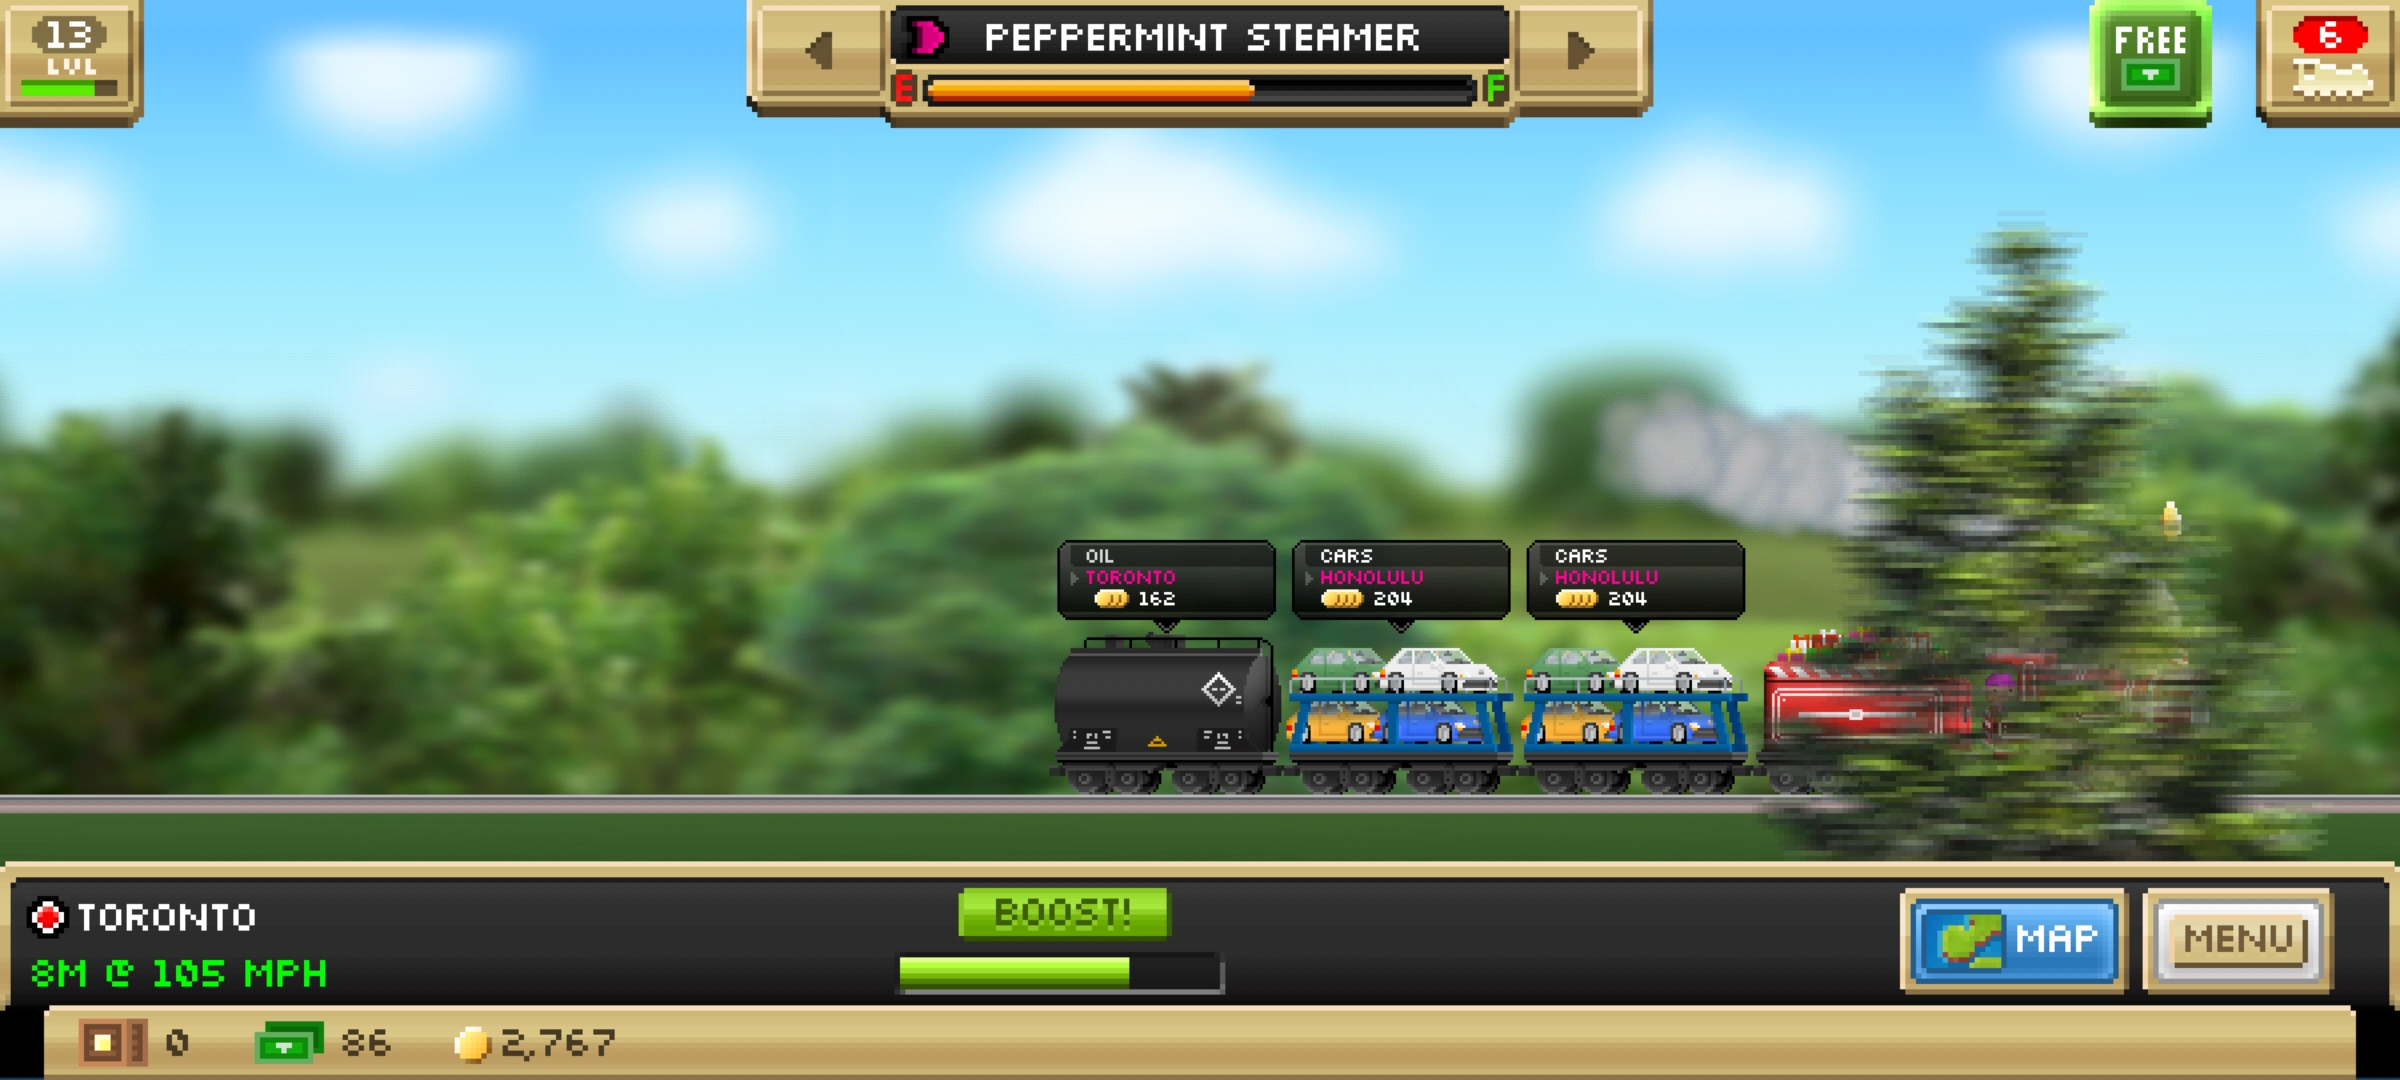 13
LVL
PEPPERMINT STEAMER
E F
FREE
6
OIL
TORONTO
162
CARS
HONOLULU
204
CARS
HONOLULU
204
TORONTO
8M @ 105 MPH
BOOST!
MAP
MENU
0
86
2,767